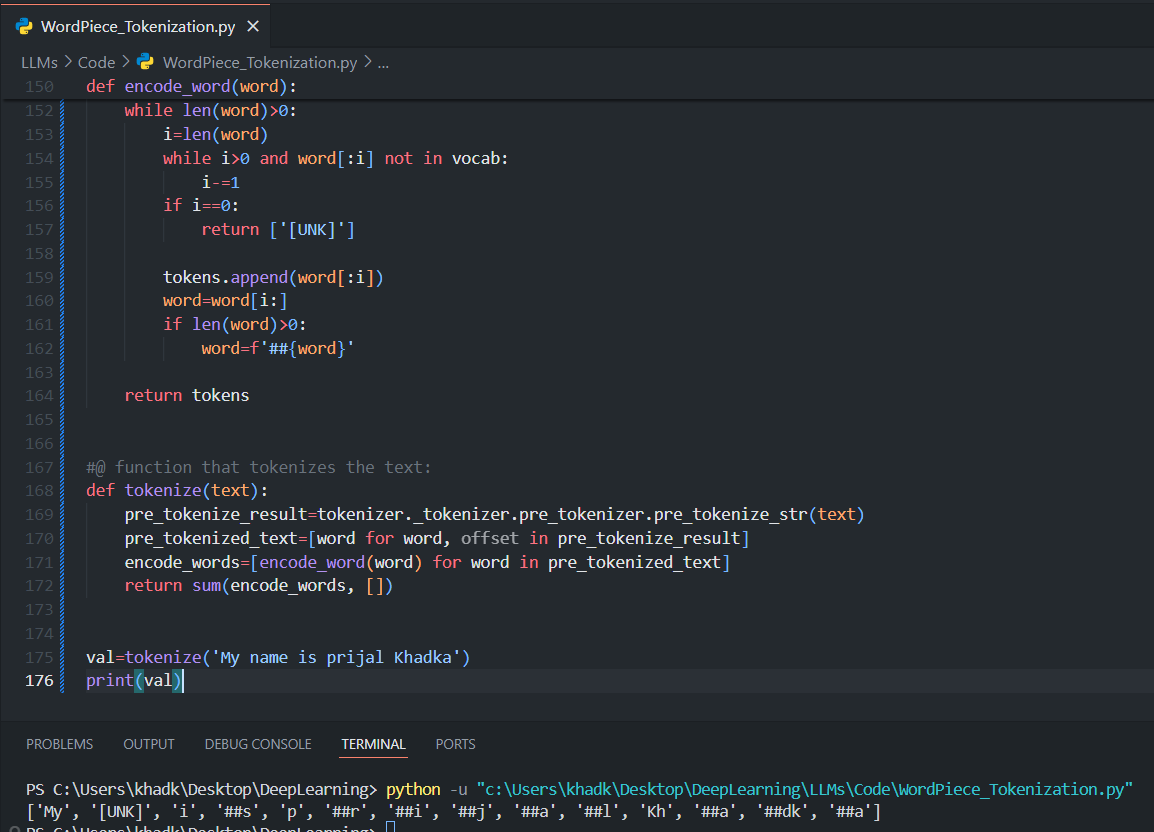 WordPiece_Tokenization.py ×
LLMs > Code > WordPiece_Tokenization.py > ...
150 def encode_word(word):
152 while len(word)>0:
153 i=len(word)
154 while i>0 and word[:i] not in vocab:
155 i-=1
156 if i==0:
157 return ['[UNK]']
158
159 tokens.append(word[:i])
160 word=word[i:]
161 if len(word)>0:
162 word=f'##{word}'
163
164 return tokens
165
166
167 #@ function that tokenizes the text:
168 def tokenize(text):
169 pre_tokenize_result=tokenizer._tokenizer.pre_tokenizer.pre_tokenize_str(text)
170 pre_tokenized_text=[word for word, offset in pre_tokenize_result]
171 encode_words=[encode_word(word) for word in pre_tokenized_text]
172 return sum(encode_words, [])
173
174
175 val=tokenize('My name is prijal Khadka')
176 print(val)
PROBLEMS OUTPUT DEBUG CONSOLE TERMINAL PORTS
PS C:\Users\khadk\Desktop\DeepLearning> python -u "c:\Users\khadk\Desktop\DeepLearning\LLMs\Code\WordPiece_Tokenization.py"
['My', '[UNK]', 'i', '##s', 'p', '##r', '##i', '##j', '##a', '##l', 'Kh', '##a', '##dk', '##a']
PS C:\Users\khadk\Desktop\DeepLearning>